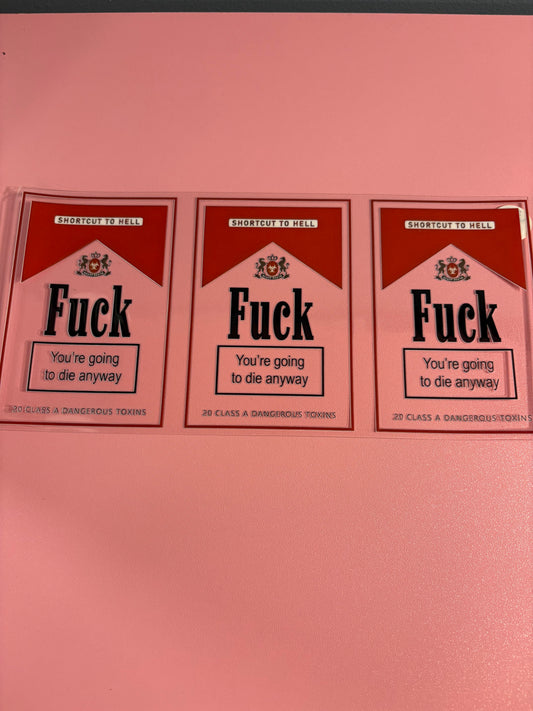 SHORTCUT TO HELL
Fuck
You're going
to die anyway
20 CLASS A DANGEROUS TOXINS
SHORTCUT TO HELL
Fuck
You're going
to die anyway
20 CLASS A DANGEROUS TOXINS
SHORTCUT TO HELL
Fuck
You're going
to die anyway
20 CLASS A DANGEROUS TOXINS